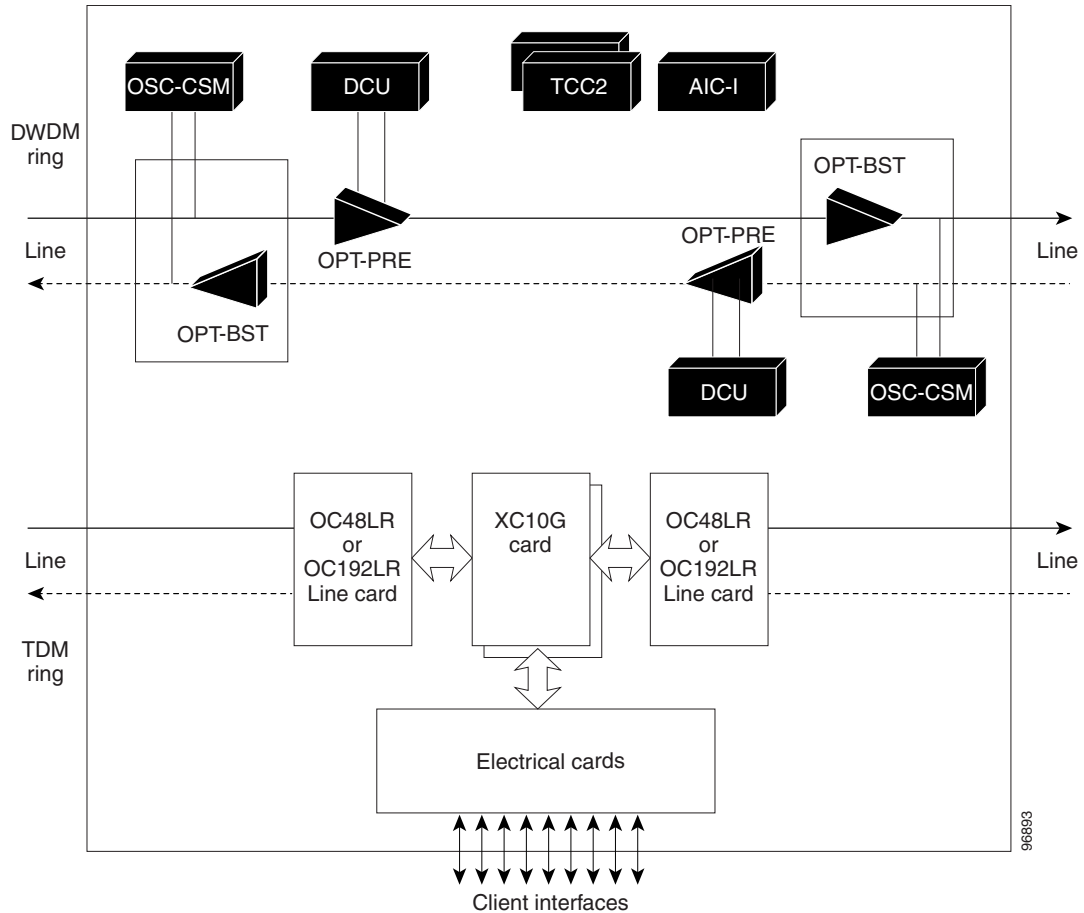 OSC-CSM
DCU
TCC2
AIC-I
DWDM
ring
OPT-BST
Line
OPT-PRE
OPT-PRE
Line
OPT-BST
DCU
OSC-CSM
OC48LR
or
OC192LR
Line card
XC10G
card
OC48LR
or
OC192LR
Line card
Line
Line
TDM
ring
Electrical cards
96893
Client interfaces